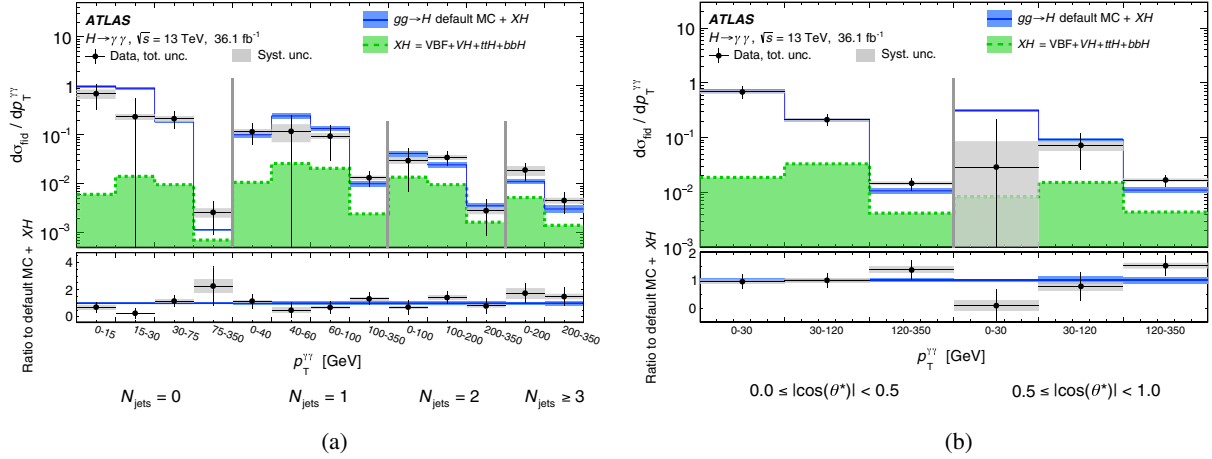 ATLAS
H→γγ, √s = 13 TeV, 36.1 fb⁻¹
Data, tot. unc.
Syst. unc.
gg→H default MC + XH
XH = VBF+VH+ttH+bbH
dσ_fid / dp_T^γγ
10
1
10⁻¹
10⁻²
10⁻³
Ratio to default MC + XH
4
2
0
0-15 15-30 30-75 75-350 0-40 40-60 60-100 100-350 0-100 100-200 200-350 0-200 200-350
p_T^γγ [GeV]
N_jets = 0 N_jets = 1 N_jets = 2 N_jets ≥ 3
(a)
ATLAS
H→γγ, √s = 13 TeV, 36.1 fb⁻¹
Data, tot. unc.
Syst. unc.
gg→H default MC + XH
XH = VBF+VH+ttH+bbH
dσ_fid / dp_T^γγ
10
1
10⁻¹
10⁻²
10⁻³
Ratio to default MC + XH
2
1.5
1
0.5
0
0-30 30-120 120-350 0-30 30-120 120-350
p_T^γγ [GeV]
0.0 ≤ |cos(θ*)| < 0.5 0.5 ≤ |cos(θ*)| < 1.0
(b)